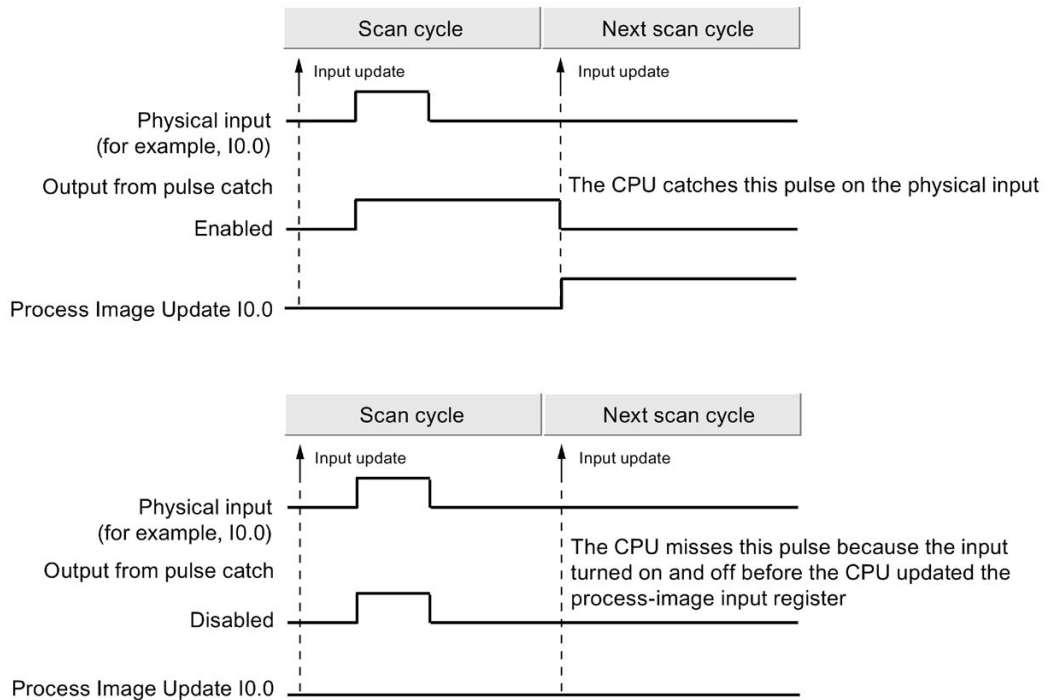 Scan cycle
Next scan cycle
Input update
Input update
Physical input
(for example, I0.0)
Output from pulse catch
The CPU catches this pulse on the physical input
Enabled
Process Image Update I0.0
Scan cycle
Next scan cycle
Input update
Input update
Physical input
(for example, I0.0)
The CPU misses this pulse because the input
turned on and off before the CPU updated the
process-image input register
Output from pulse catch
Disabled
Process Image Update I0.0